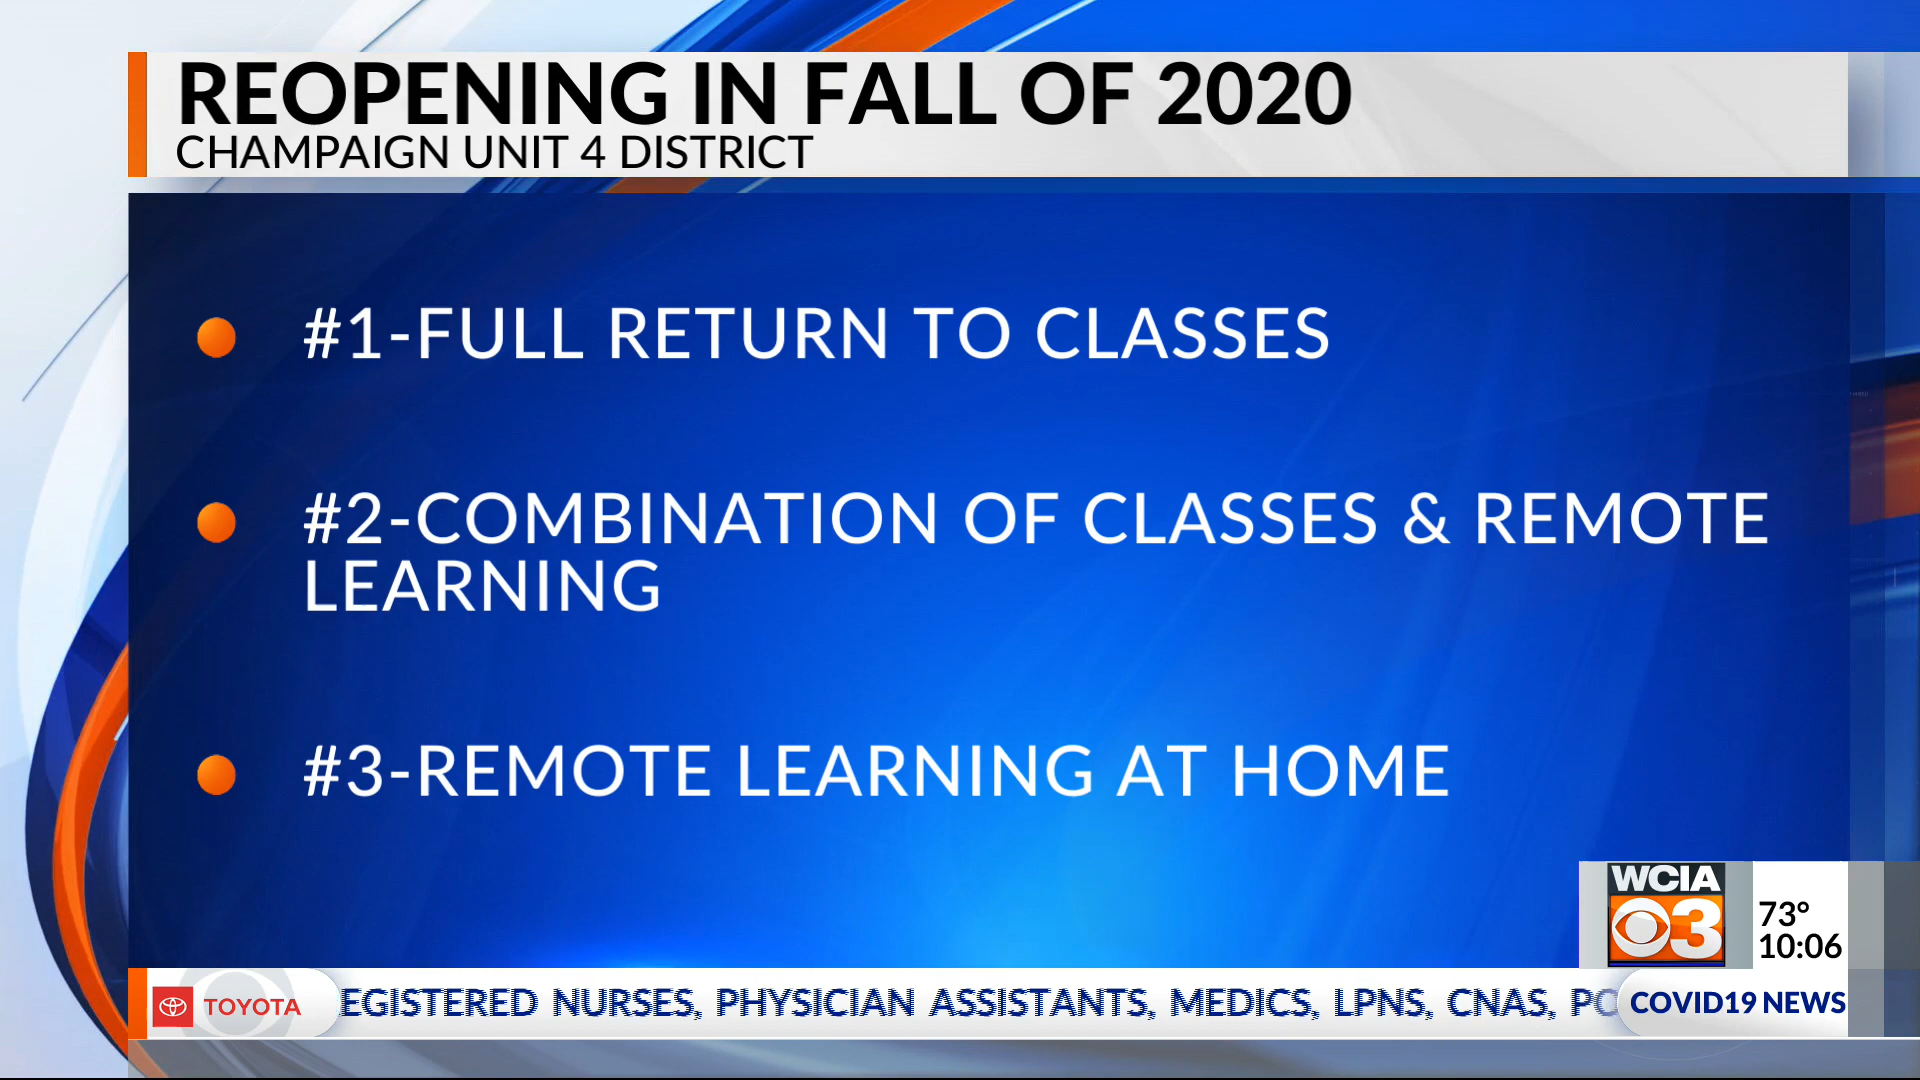 REOPENING IN FALL OF 2020
CHAMPAIGN UNIT 4 DISTRICT
#1-FULL RETURN TO CLASSES
#2-COMBINATION OF CLASSES & REMOTE
LEARNING
#3-REMOTE LEARNING AT HOME
WCIA
3
73°
10:06
TOYOTA
EGISTERED NURSES, PHYSICIAN ASSISTANTS, MEDICS, LPNS, CNAS, PO
COVID19 NEWS